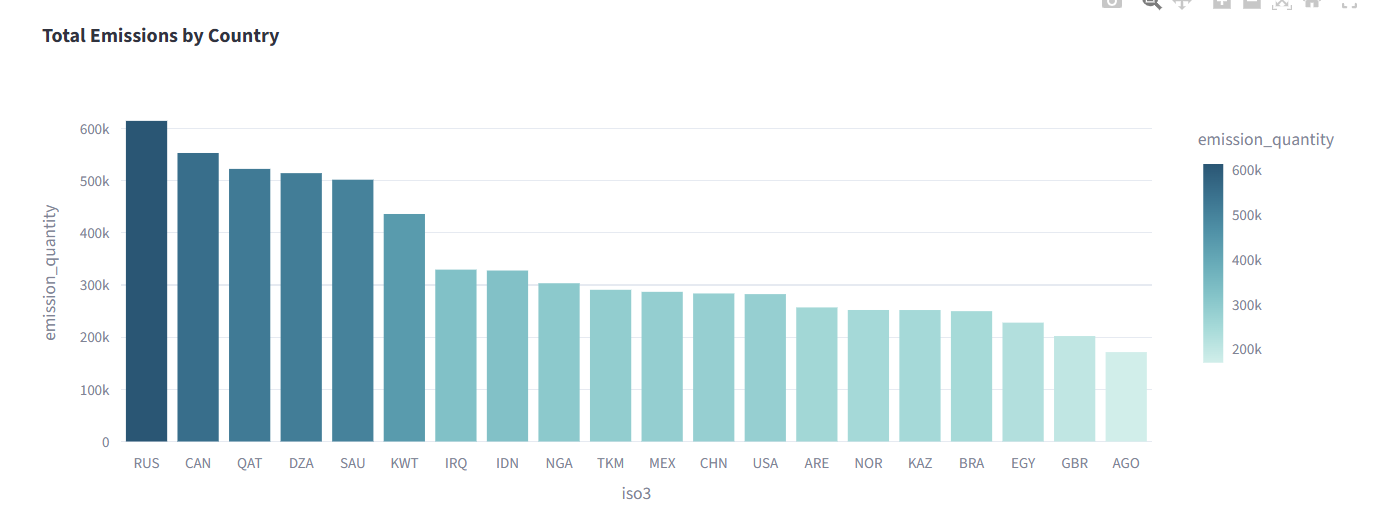 Total Emissions by Country
emission_quantity
600k
500k
400k
300k
200k
100k
0
RUS CAN QAT DZA SAU KWT IRQ IDN NGA TKM MEX CHN USA ARE NOR KAZ BRA EGY GBR AGO
iso3
emission_quantity
600k
500k
400k
300k
200k